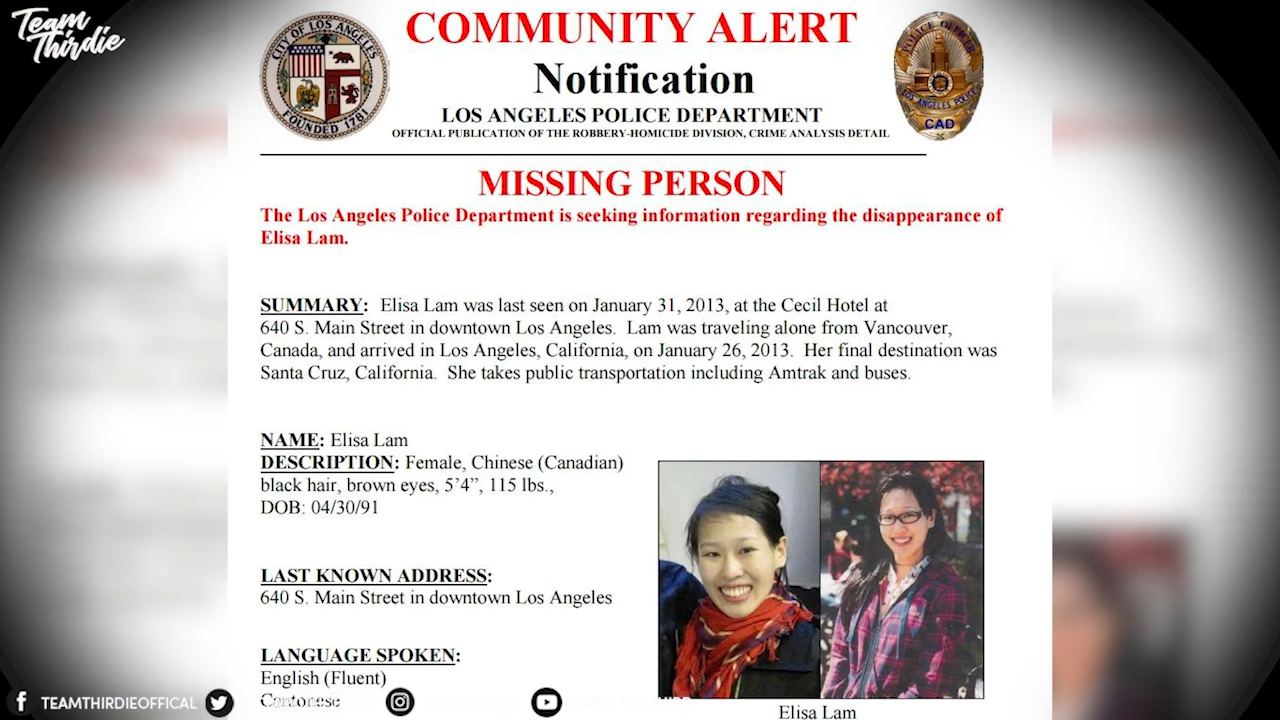 Team
Thirdie
CITY OF LOS ANGELES
FOUNDED 1781
COMMUNITY ALERT
Notification
LOS ANGELES POLICE DEPARTMENT
OFFICIAL PUBLICATION OF THE ROBBERY-HOMICIDE DIVISION, CRIME ANALYSIS DETAIL
POLICE OFFICER
LOS ANGELES POLICE
CAD
MISSING PERSON
The Los Angeles Police Department is seeking information regarding the disappearance of
Elisa Lam.
SUMMARY: Elisa Lam was last seen on January 31, 2013, at the Cecil Hotel at
640 S. Main Street in downtown Los Angeles. Lam was traveling alone from Vancouver,
Canada, and arrived in Los Angeles, California, on January 26, 2013. Her final destination was
Santa Cruz, California. She takes public transportation including Amtrak and buses.
NAME: Elisa Lam
DESCRIPTION: Female, Chinese (Canadian)
black hair, brown eyes, 5’4”, 115 lbs.,
DOB: 04/30/91
LAST KNOWN ADDRESS:
640 S. Main Street in downtown Los Angeles
LANGUAGE SPOKEN:
English (Fluent)
Cantonese
Elisa Lam
TEAMTHIRDIEOFFICAL